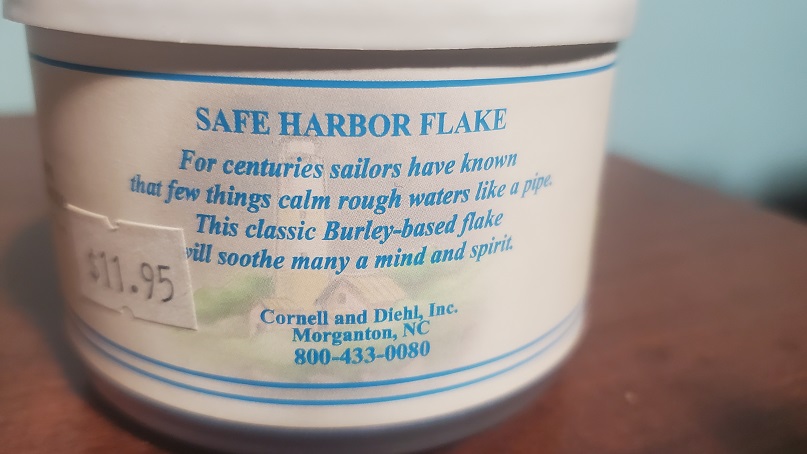 SAFE HARBOR FLAKE
For centuries sailors have known
that few things calm rough waters like a pipe.
This classic Burley-based flake
will soothe many a mind and spirit.
$11.95
Cornell and Diehl, Inc.
Morganton, NC
800-433-0080